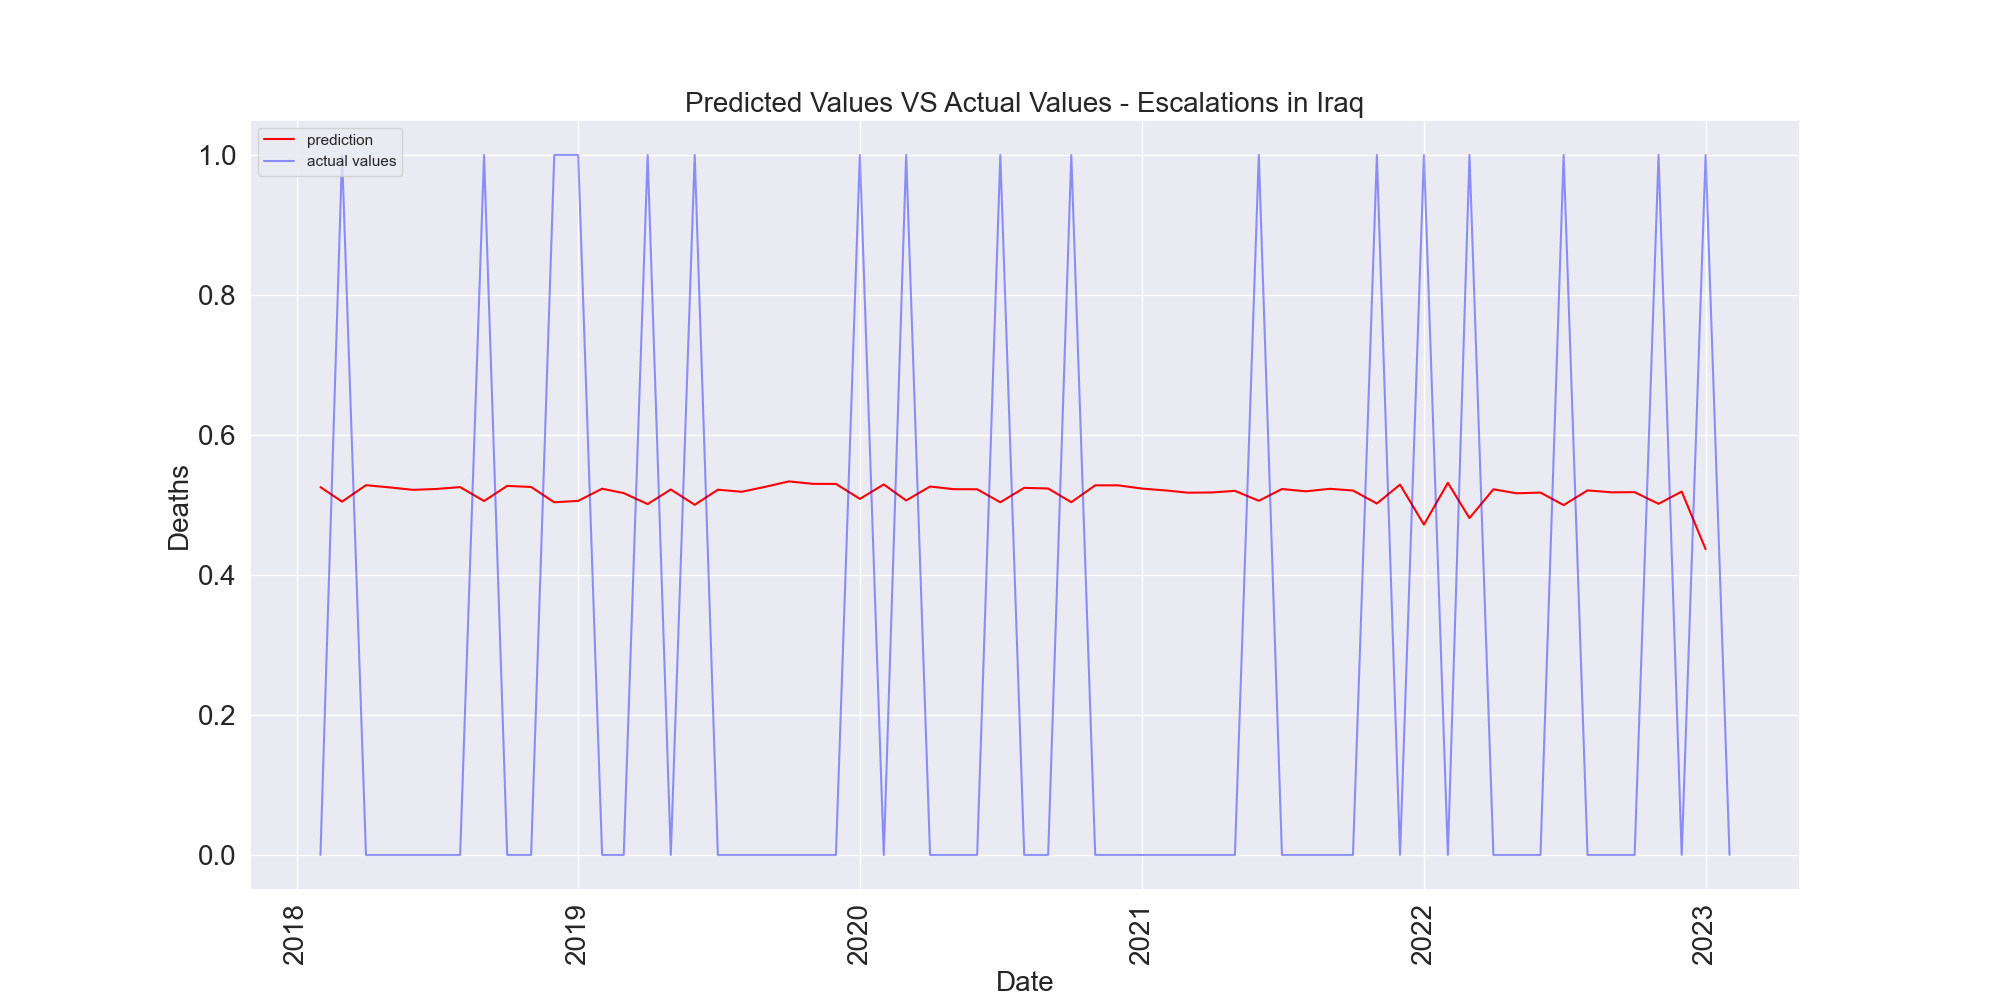 Predicted Values VS Actual Values - Escalations in Iraq
prediction
actual values
1.0
0.8
0.6
0.4
0.2
0.0
Deaths
2018
2019
2020
2021
2022
2023
Date